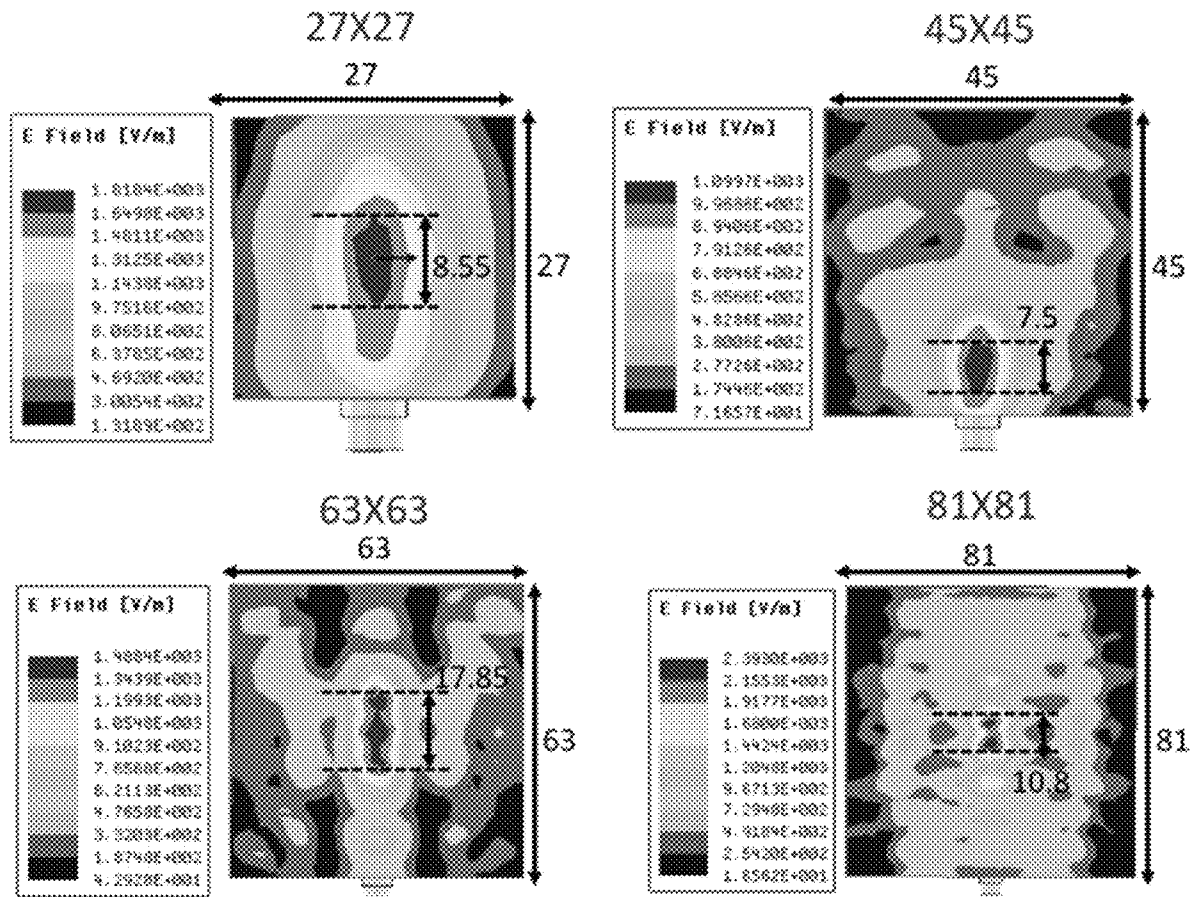 27X27
27
E Field [V/m]
1.8184E+003
1.6498E+003
1.4811E+003
1.3125E+003
1.1438E+003
9.7518E+002
8.0651E+002
6.3785E+002
4.6920E+002
3.0054E+002
1.3189E+002
8.55
27
45X45
45
E Field [V/m]
1.0997E+003
9.9686E+002
8.9406E+002
7.9126E+002
6.8846E+002
5.8566E+002
4.8286E+002
3.8006E+002
2.7726E+002
1.7446E+002
7.1657E+001
7.5
45
63X63
63
E Field [V/m]
1.4884E+003
1.3439E+003
1.1993E+003
1.0548E+003
9.1023E+002
7.6568E+002
6.2113E+002
4.7658E+002
3.3203E+002
1.8748E+002
4.2928E+001
17.85
63
81X81
81
E Field [V/m]
2.3930E+003
2.1553E+003
1.9177E+003
1.6800E+003
1.4424E+003
1.2048E+003
9.6713E+002
7.2948E+002
4.9184E+002
2.5420E+002
1.6562E+001
10.8
81